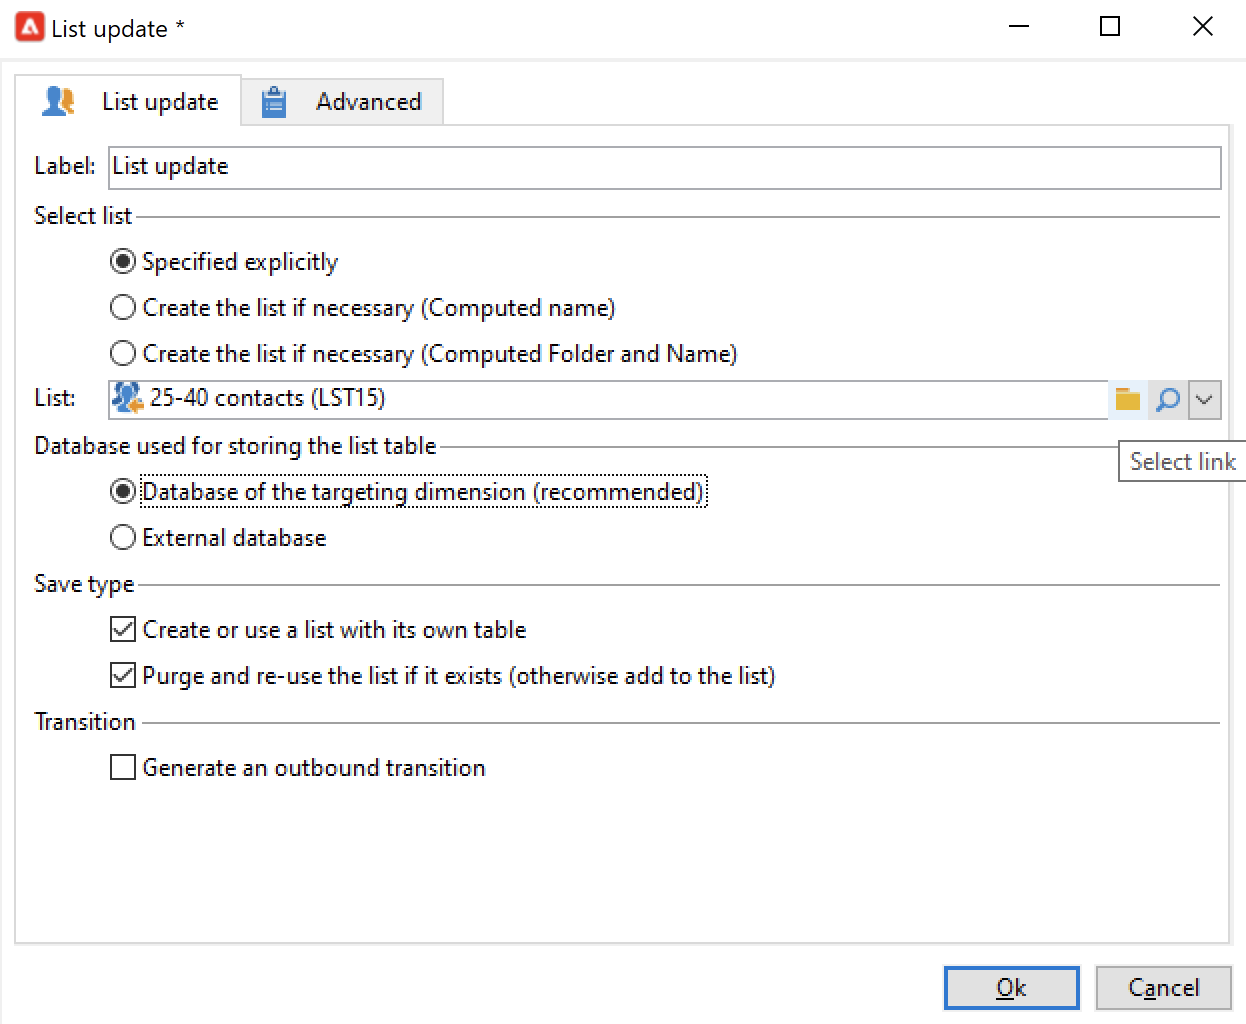 List update *
List update
Advanced
Label: List update
Select list
Specified explicitly
Create the list if necessary (Computed name)
Create the list if necessary (Computed Folder and Name)
List: 25-40 contacts (LST15)
Database used for storing the list table
Select link
Database of the targeting dimension (recommended)
External database
Save type
Create or use a list with its own table
Purge and re-use the list if it exists (otherwise add to the list)
Transition
Generate an outbound transition
Ok
Cancel